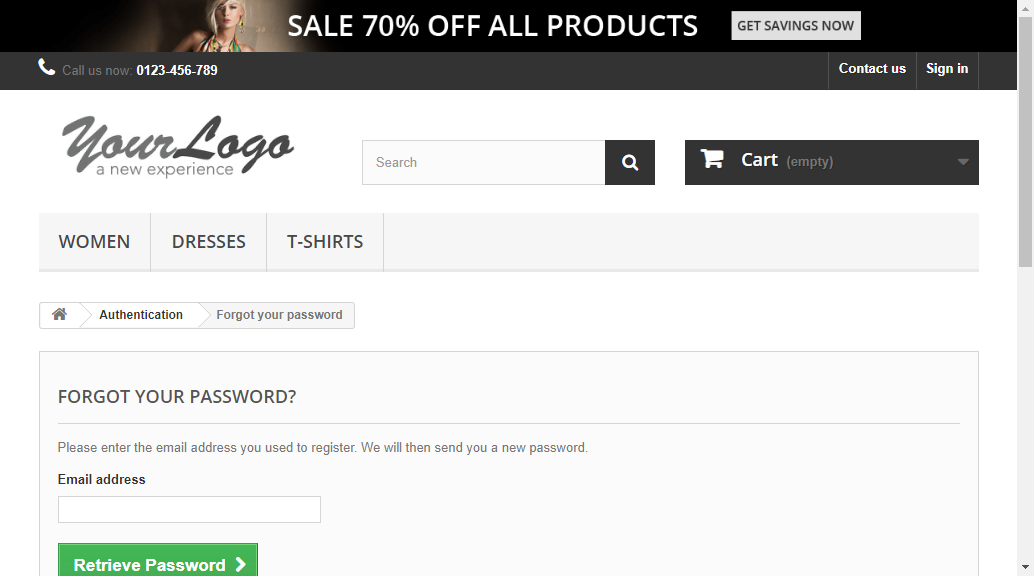 SALE 70% OFF ALL PRODUCTS GET SAVINGS NOW
Call us now: 0123-456-789 Contact us Sign in
YourLogo
a new experience
Search
Cart (empty)
WOMEN DRESSES T-SHIRTS
Authentication Forgot your password
FORGOT YOUR PASSWORD?
Please enter the email address you used to register. We will then send you a new password.
Email address
Retrieve Password